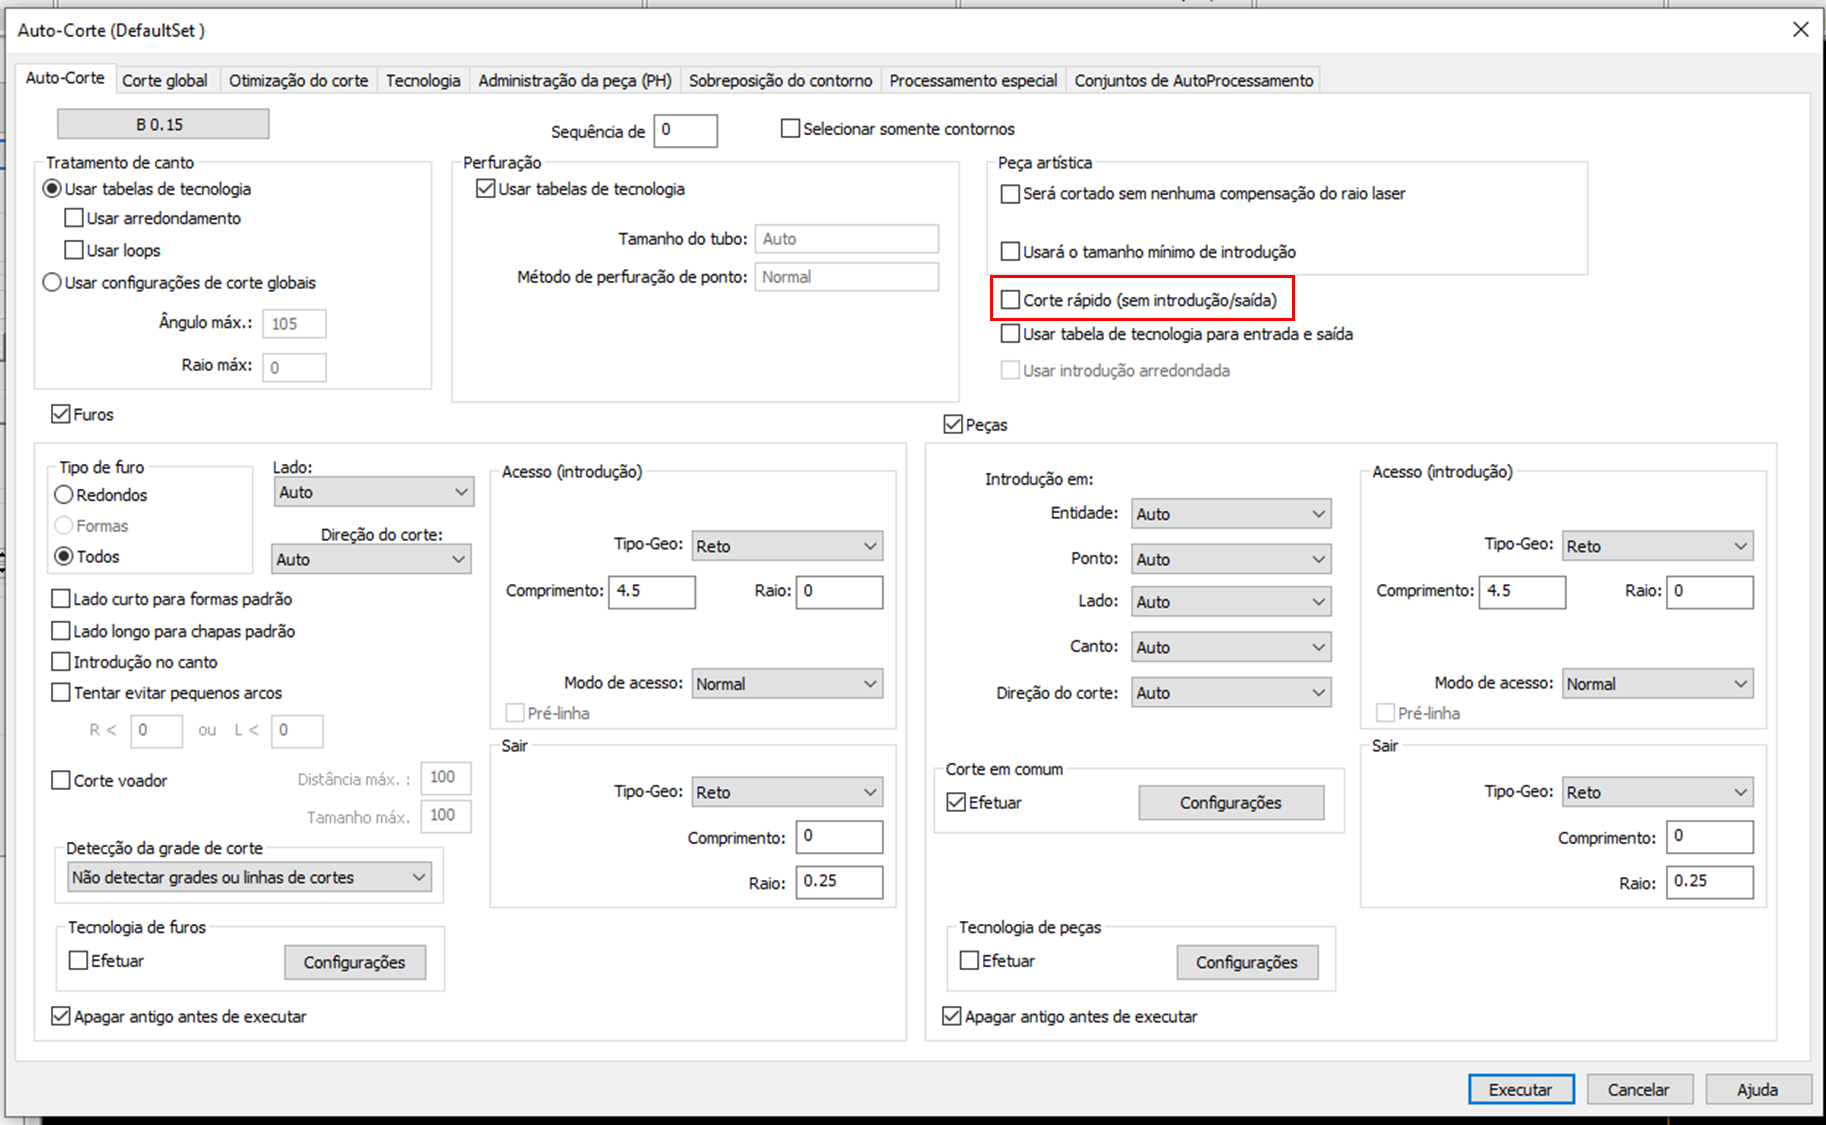 Auto-Corte (DefaultSet )
Auto-Corte
Corte global
Otimização do corte
Tecnologia
Administração da peça (PH)
Sobreposição do contorno
Processamento especial
Conjuntos de AutoProcessamento
B 0.15
Sequência de 0
Selecionar somente contornos
Tratamento de canto
Usar tabelas de tecnologia
Usar arredondamento
Usar loops
Usar configurações de corte globais
Ângulo máx.: 105
Raio máx: 0
Perfuração
Usar tabelas de tecnologia
Tamanho do tubo: Auto
Método de perfuração de ponto: Normal
Peça artística
Será cortado sem nenhuma compensação do raio laser
Usará o tamanho mínimo de introdução
Corte rápido (sem introdução/saída)
Usar tabela de tecnologia para entrada e saída
Usar introdução arredondada
Furos
Tipo de furo
Redondos
Formas
Todos
Lado:
Auto
Direção do corte:
Auto
Lado curto para formas padrão
Lado longo para chapas padrão
Introdução no canto
Tentar evitar pequenos arcos
R < 0 ou L < 0
Corte voador
Distância máx. : 100
Tamanho máx. 100
Detecção da grade de corte
Não detectar grades ou linhas de cortes
Tecnologia de furos
Efetuar
Configurações
Apagar antigo antes de executar
Acesso (introdução)
Tipo-Geo: Reto
Comprimento: 4.5 Raio: 0
Modo de acesso: Normal
Pré-linha
Sair
Tipo-Geo: Reto
Comprimento: 0
Raio: 0.25
Peças
Introdução em:
Entidade: Auto
Ponto: Auto
Lado: Auto
Canto: Auto
Direção do corte: Auto
Corte em comum
Efetuar
Configurações
Tecnologia de peças
Efetuar
Configurações
Apagar antigo antes de executar
Acesso (introdução)
Tipo-Geo: Reto
Comprimento: 4.5 Raio: 0
Modo de acesso: Normal
Pré-linha
Sair
Tipo-Geo: Reto
Comprimento: 0
Raio: 0.25
Executar
Cancelar
Ajuda